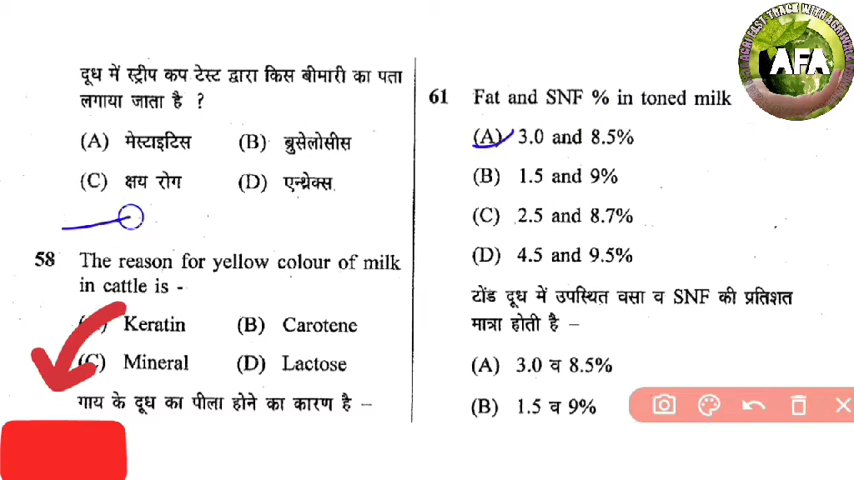 दूध में स्ट्रीप कप टेस्ट द्वारा किस बीमारी का पता
लगाया जाता है ?
(A) मेस्टाइटिस (B) ब्रुसेलोसीस
(C) क्षय रोग (D) एन्थ्रेक्स
58 The reason for yellow colour of milk
in cattle is -
Keratin (B) Carotene
(C) Mineral (D) Lactose
गाय के दूध का पीला होने का कारण है –
61 Fat and SNF % in toned milk
(A) 3.0 and 8.5%
(B) 1.5 and 9%
(C) 2.5 and 8.7%
(D) 4.5 and 9.5%
टोंड दूध में उपस्थित वसा व SNF की प्रतिशत
मात्रा होती है –
(A) 3.0 व 8.5%
(B) 1.5 व 9%
AFA